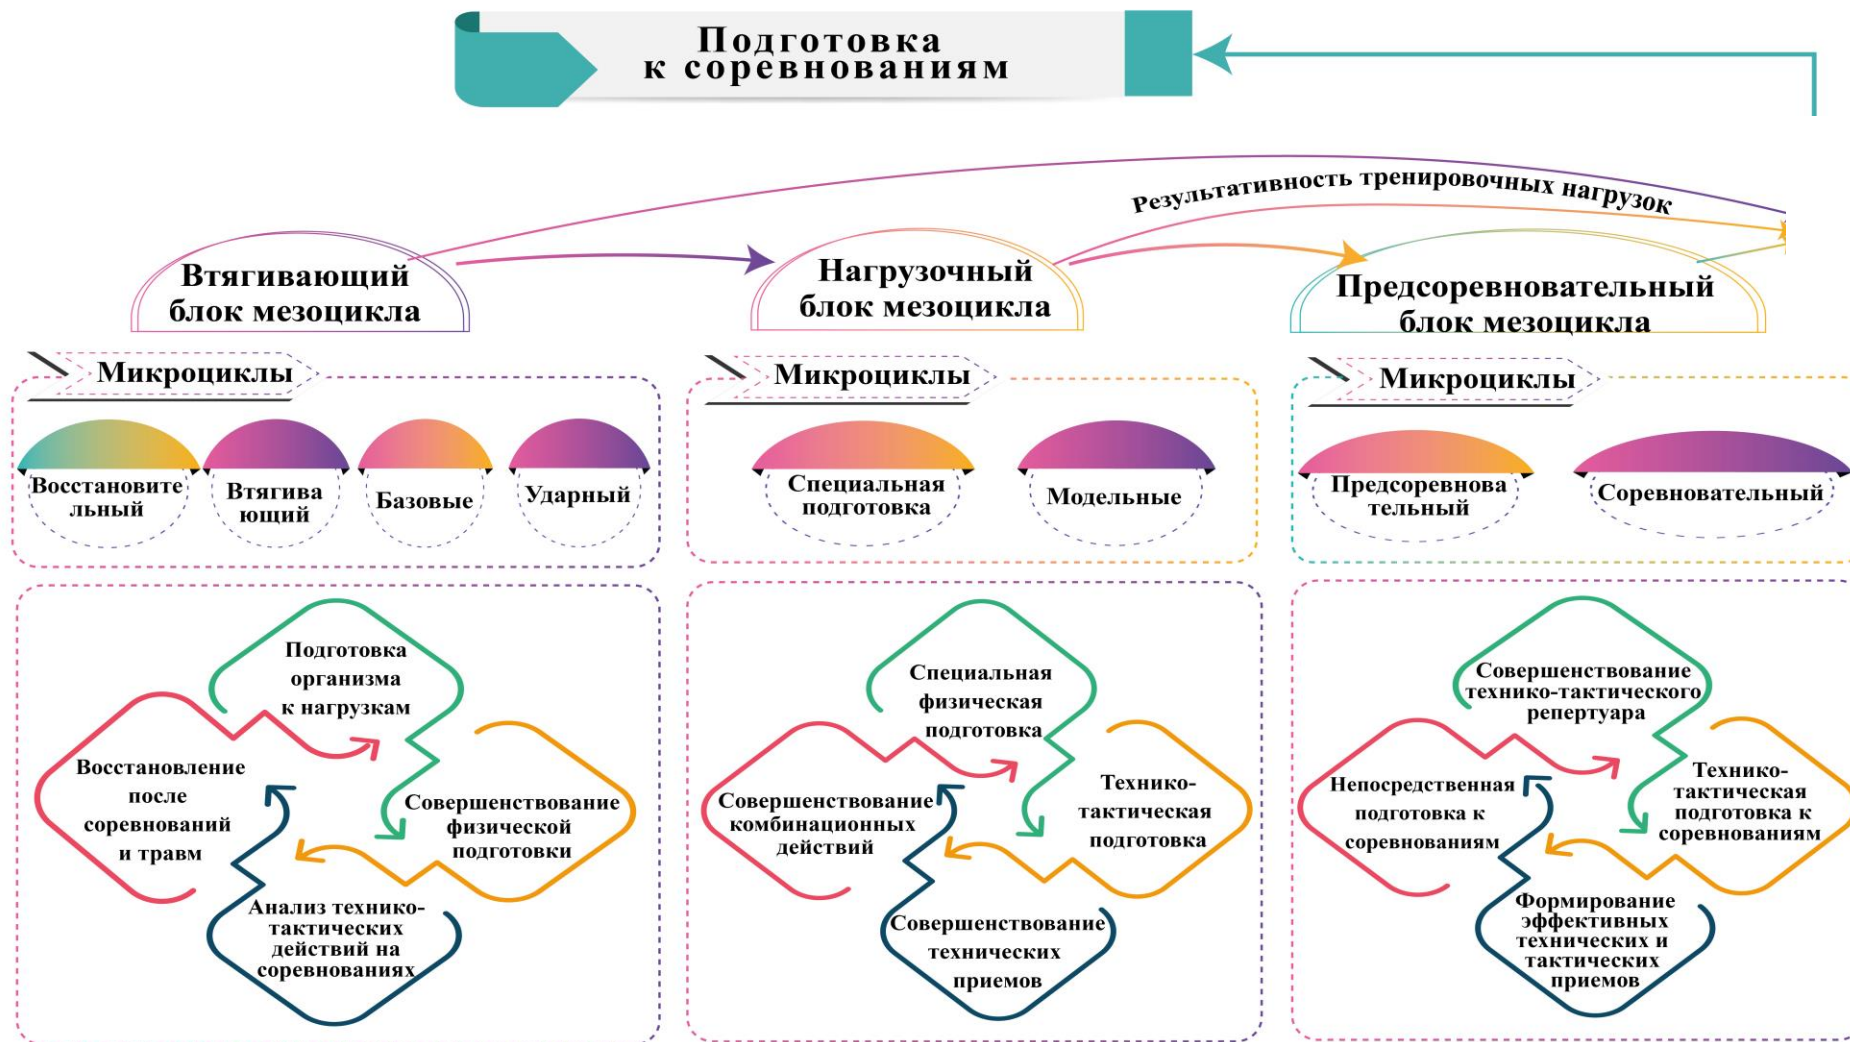 Подготовка
к соревнованиям
Результативность тренировочных нагрузок
Втягивающий
блок мезоцикла
Нагрузочный
блок мезоцикла
Предсоревновательный
блок мезоцикла
Микроциклы
Восстановите
льный
Втягива
ющий
Базовые
Ударный
Микроциклы
Специальная
подготовка
Модельные
Микроциклы
Предсоревнова
тельный
Соревновательный
Подготовка
организма
к нагрузкам
Восстановление
после
соревнований
и травм
Совершенствование
физической
подготовки
Анализ технико-
тактических
действий на
соревнованиях
Специальная
физическая
подготовка
Совершенствование
комбинационных
действий
Технико-
тактическая
подготовка
Совершенствование
технических
приемов
Совершенствование
технико-тактического
репертуара
Непосредственная
подготовка к
соревнованиям
Технико-
тактическая
подготовка к
соревнованиям
Формирование
эффективных
технических и
тактических
приемов